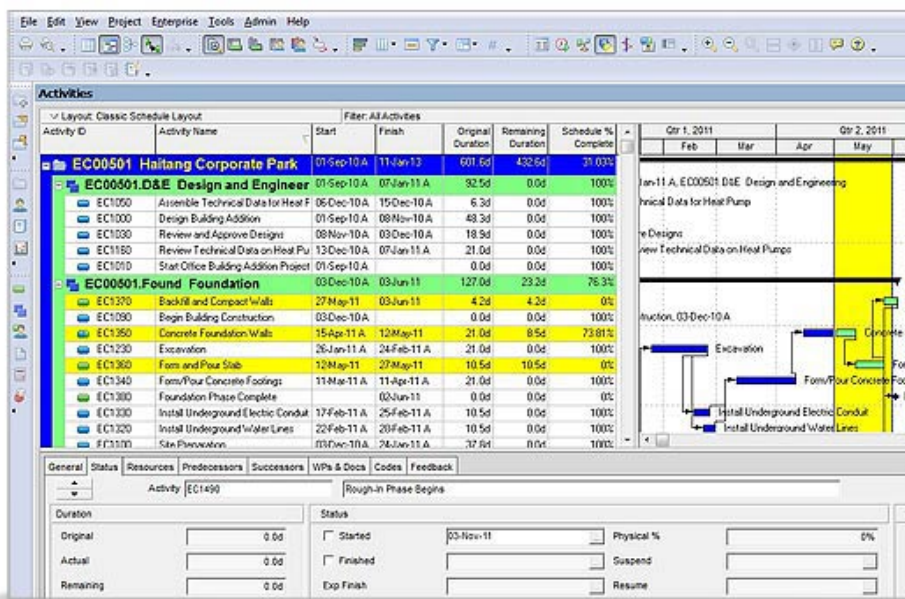 File Edit View Project Enterprise Tools Admin Help
Activities
Layout: Classic Schedule Layout Filter: All Activities
Activity ID Activity Name Start Finish Original Duration Remaining Duration Schedule % Complete Qtr 1, 2011 Qtr 2, 2011
Feb Mar Apr May
EC00501 Haitang Corporate Park 01-Sep-10 A 11-Jan-13 601.6d 432.6d 31.03%
EC00501.D&E Design and Engineer 01-Sep-10 A 07-Jan-11 A 92.5d 0.0d 100% Jan-11 A, EC00501.D&E Design and Engineering
EC1050 Assemble Technical Data for Heat F 06-Dec-10 A 15-Dec-10 A 6.3d 0.0d 100% hnical Data for Heat Pump
EC1000 Design Building Addition 01-Sep-10 A 08-Nov-10 A 48.3d 0.0d 100%
EC1030 Review and Approve Designs 08-Nov-10 A 03-Dec-10 A 18.9d 0.0d 100% e Designs
EC1160 Review Technical Data on Heat Pu 13-Dec-10 A 07-Jan-11 A 21.0d 0.0d 100% view Technical Data on Heat Pumps
EC1010 Start Office Building Addition Project 01-Sep-10 A 0.0d 0.0d 100%
EC00501.Found Foundation 03-Dec-10 A 03-Jun-11 127.0d 23.2d 76.3%
EC1370 Backfill and Compact Walls 27-May-11 03-Jun-11 4.2d 4.2d 0%
EC1090 Begin Building Construction 03-Dec-10 A 0.0d 0.0d 100% truction, 03-Dec-10 A
EC1350 Concrete Foundation Walls 15-Apr-11 A 12-May-11 21.0d 8.5d 73.81% Concrete
EC1230 Excavation 26-Jan-11 A 24-Feb-11 A 21.0d 0.0d 100% Excavation
EC1360 Form and Pour Slab 12-May-11 27-May-11 10.5d 10.5d 0% For
EC1340 Form/Pour Concrete Footings 11-Mar-11 A 11-Apr-11 A 21.0d 0.0d 100% Form/Pour Concrete Foo
EC1380 Foundation Phase Complete 02-Jun-11 0.0d 0.0d 0%
EC1330 Install Underground Electric Conduit 17-Feb-11 A 25-Feb-11 A 10.5d 0.0d 100% Install Underground Electric Conduit
EC1320 Install Underground Water Lines 22-Feb-11 A 28-Feb-11 A 10.5d 0.0d 100% Install Underground Water Lines
EC1100 Site Preparation 03-Dec-10 A 24-Jan-11 A 37.8d 0.0d 100%
General Status Resources Predecessors Successors WPs & Docs Codes Feedback
Activity EC1490 Rough-In Phase Begins
Duration Status
Original 0.0d Started 03-Nov-11 Physical % 0%
Actual 0.0d Finished Suspend
Remaining 0.0d Exp Finish Resume